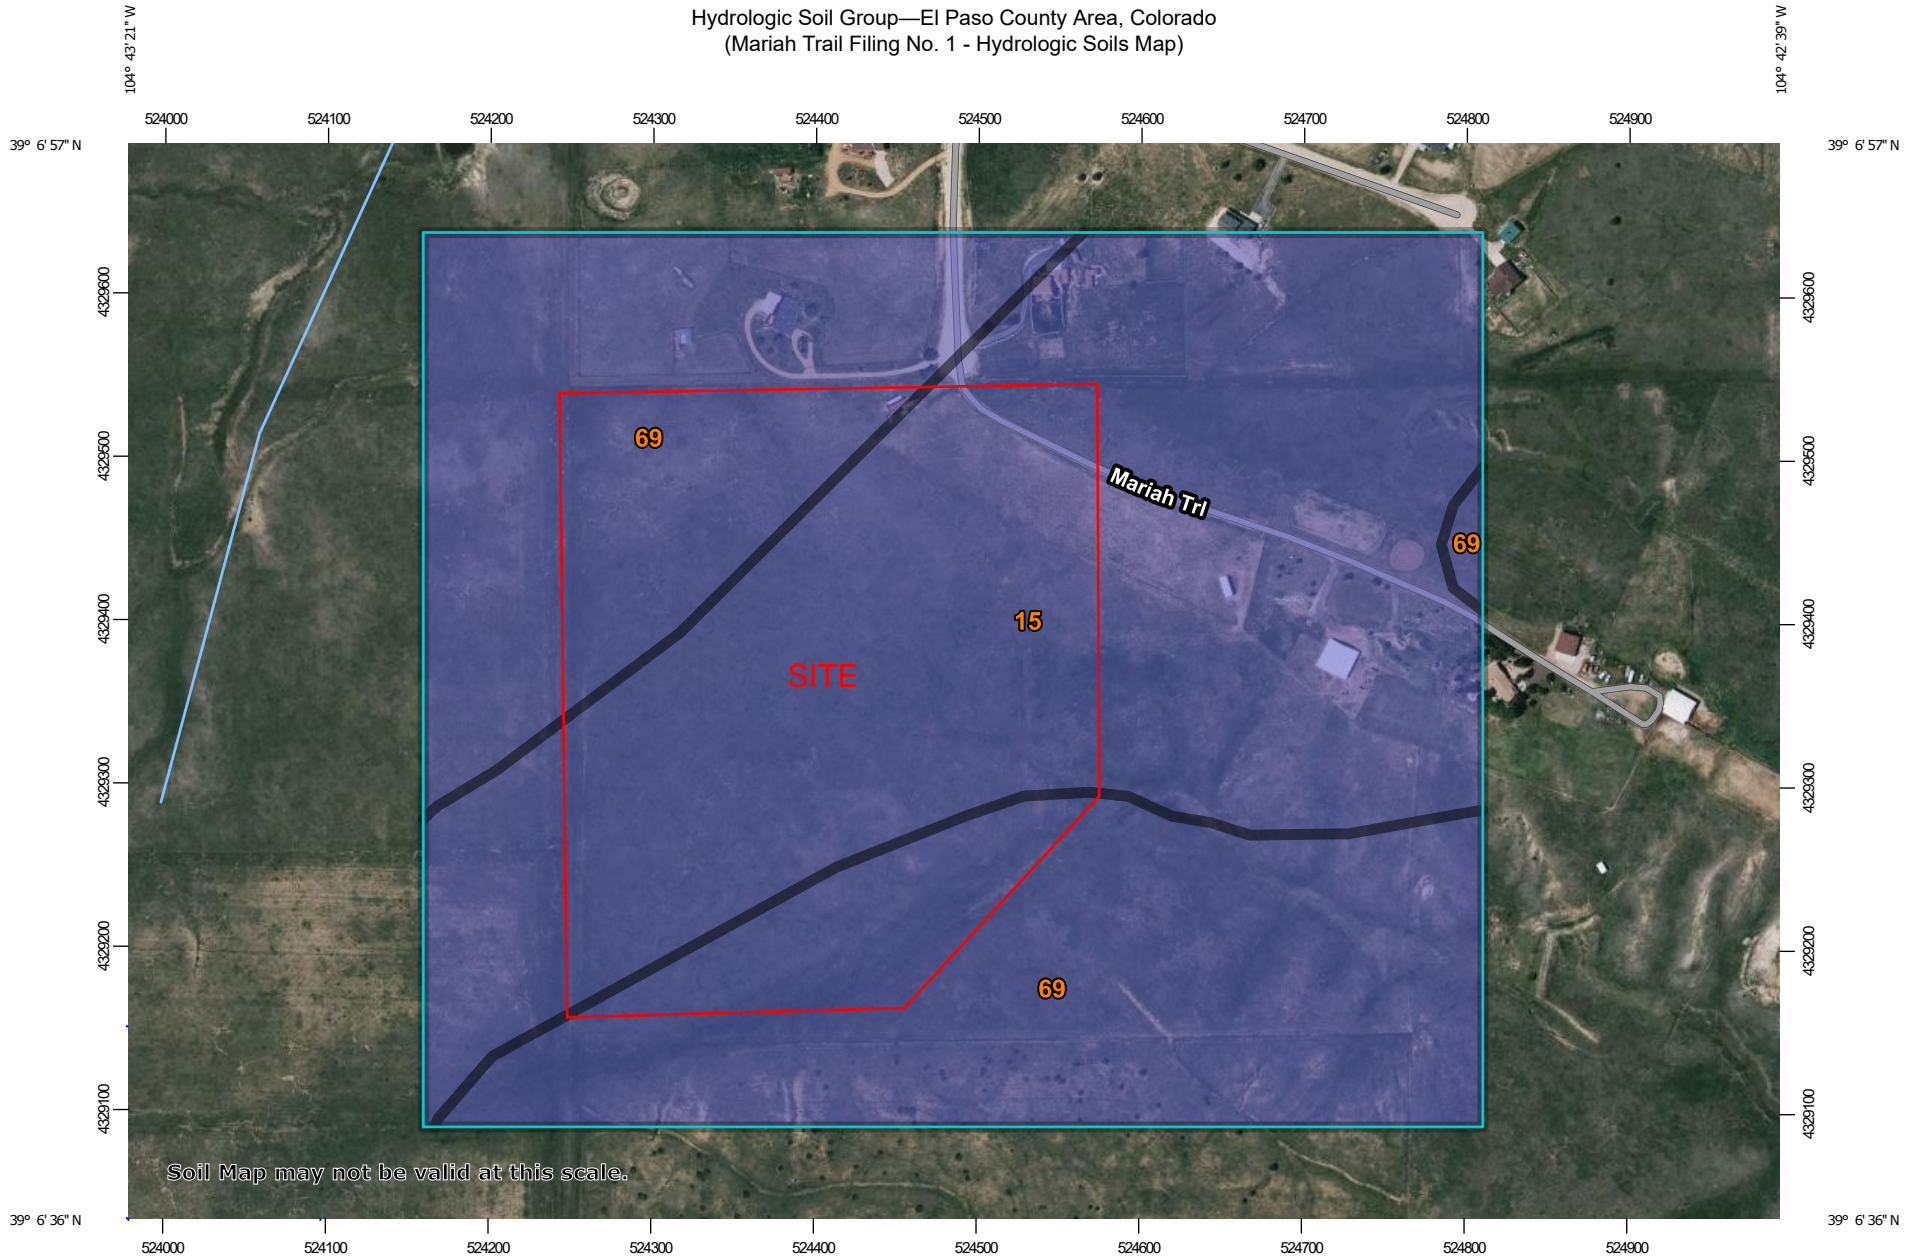 Hydrologic Soil Group—El Paso County Area, Colorado
(Mariah Trail Filing No. 1 - Hydrologic Soils Map)
104° 43' 21" W
104° 42' 39" W
524000 524100 524200 524300 524400 524500 524600 524700 524800 524900
39° 6' 57" N
39° 6' 57" N
4329600
4329600
69
4329500
4329500
Mariah Trl
69
4329400
4329400
15
SITE
4329300
4329300
4329200
4329200
69
4329100
4329100
Soil Map may not be valid at this scale.
39° 6' 36" N
39° 6' 36" N
524000 524100 524200 524300 524400 524500 524600 524700 524800 524900